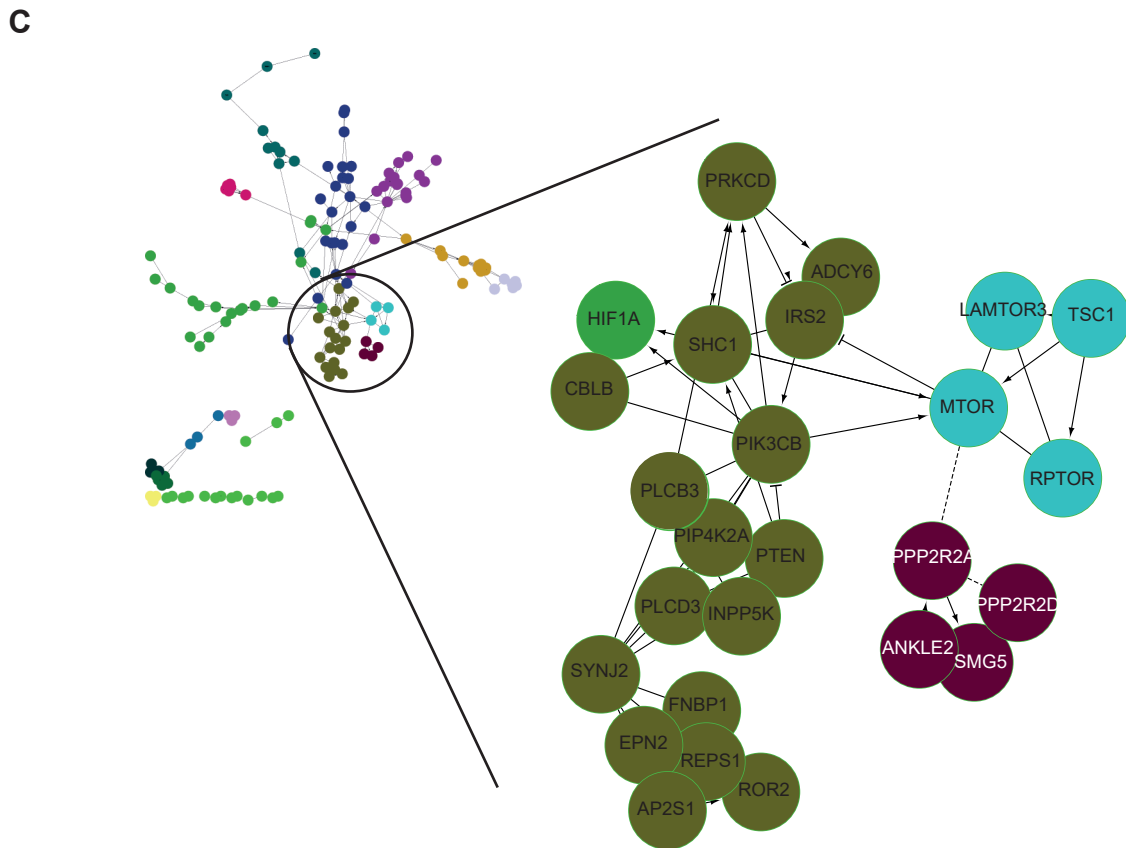 C
PRKCD
ADCY6
HIF1A
IRS2
LAMTOR3
TSC1
SHC1
CBLB
MTOR
PIK3CB
RPTOR
PLCB3
PIP4K2A
PTEN
PPP2R2A
PLCD3
INPP5K
PPP2R2D
ANKLE2
SMG5
SYNJ2
FNBP1
EPN2
REPS1
ROR2
AP2S1